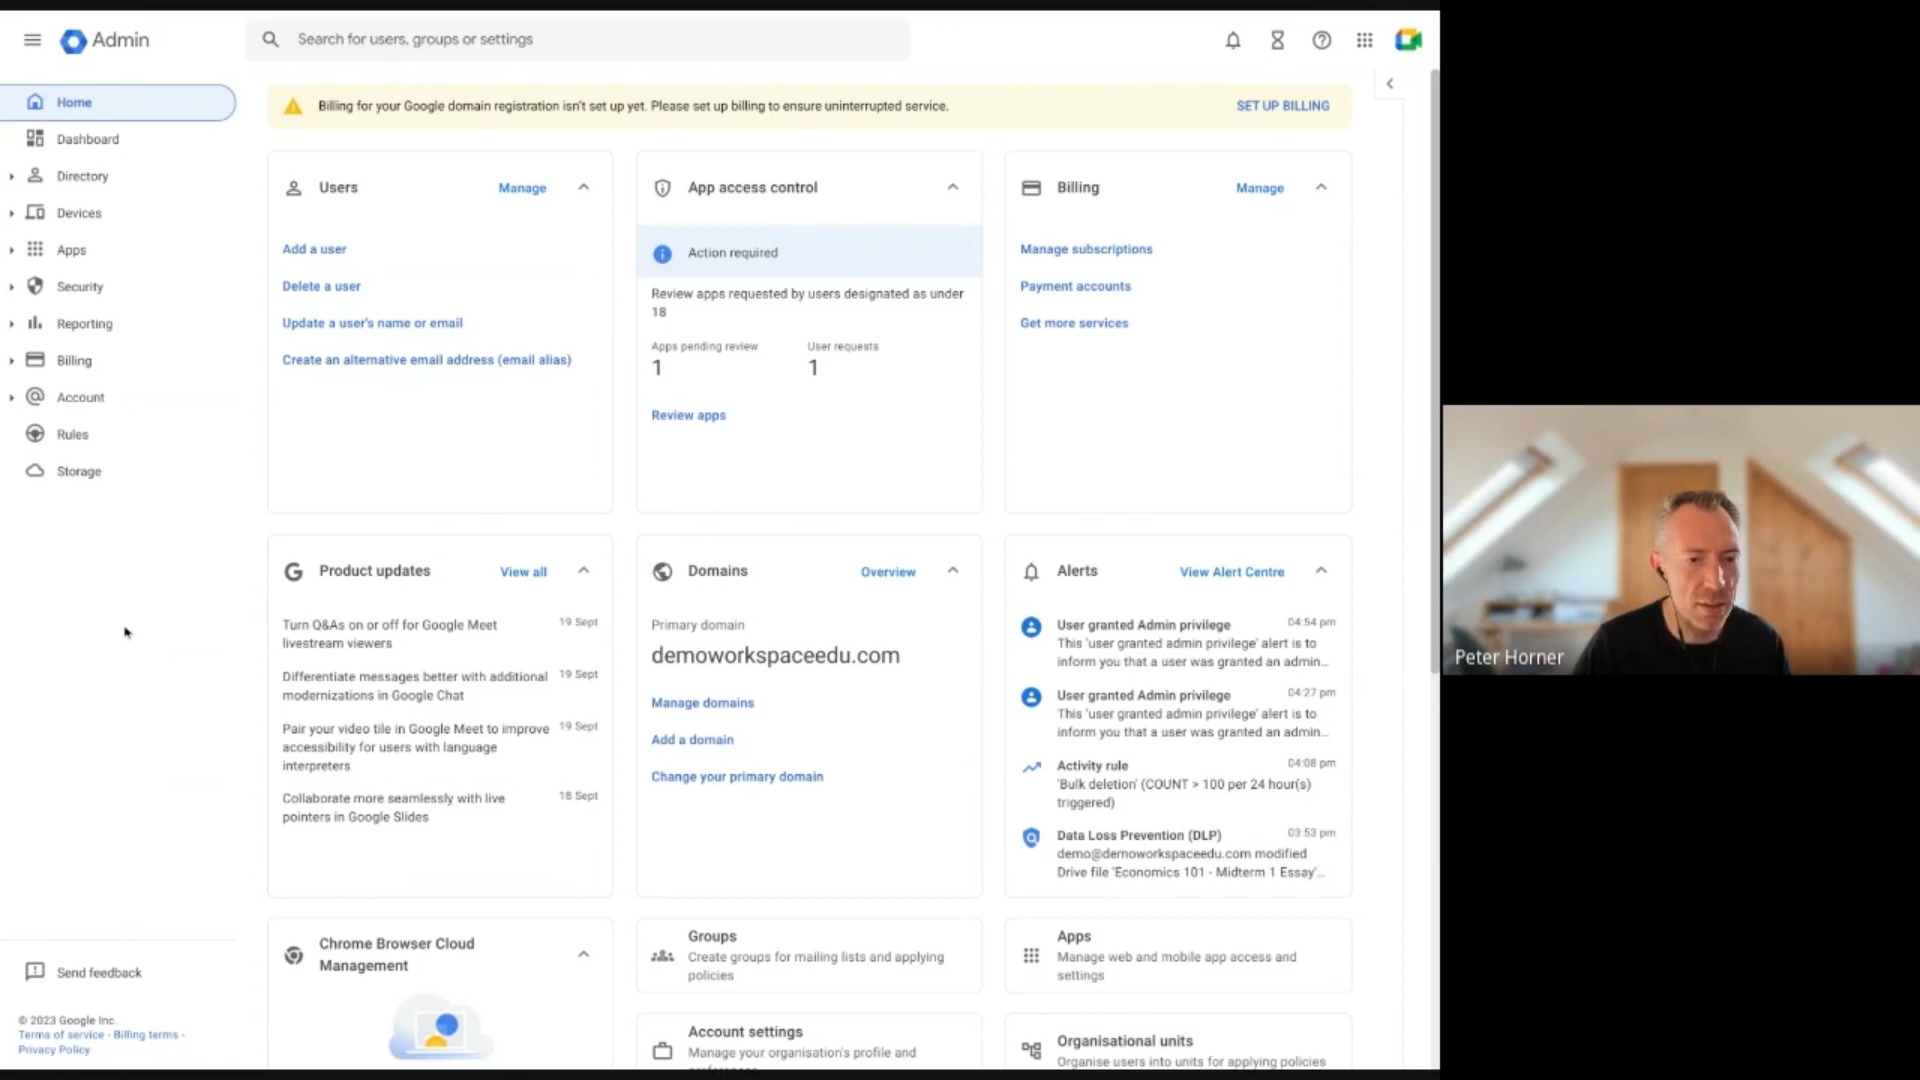 Admin
Search for users, groups or settings
Home
Dashboard
Directory
Devices
Apps
Security
Reporting
Billing
Account
Rules
Storage
Send feedback
© 2023 Google Inc.
Terms of service - Billing terms -
Privacy Policy
Billing for your Google domain registration isn't set up yet. Please set up billing to ensure uninterrupted service.
SET UP BILLING
Users
Manage
Add a user
Delete a user
Update a user's name or email
Create an alternative email address (email alias)
App access control
Action required
Review apps requested by users designated as under
18
Apps pending review
User requests
1
1
Review apps
Billing
Manage
Manage subscriptions
Payment accounts
Get more services
Product updates
View all
Turn Q&As on or off for Google Meet
livestream viewers
19 Sept
Differentiate messages better with additional
modernizations in Google Chat
19 Sept
Pair your video tile in Google Meet to improve
accessibility for users with language
interpreters
19 Sept
Collaborate more seamlessly with live
pointers in Google Slides
18 Sept
Domains
Overview
Primary domain
demoworkspaceedu.com
Manage domains
Add a domain
Change your primary domain
Alerts
View Alert Centre
User granted Admin privilege
04:54 pm
This 'user granted admin privilege' alert is to
inform you that a user was granted an admin...
User granted Admin privilege
04:27 pm
This 'user granted admin privilege' alert is to
inform you that a user was granted an admin...
Activity rule
04:08 pm
'Bulk deletion' (COUNT > 100 per 24 hour(s)
triggered)
Data Loss Prevention (DLP)
03:53 pm
demo@demoworkspaceedu.com modified
Drive file 'Economics 101 - Midterm 1 Essay'...
Chrome Browser Cloud
Management
Groups
Create groups for mailing lists and applying
policies
Apps
Manage web and mobile app access and
settings
Account settings
Manage your organisation's profile and
Organisational units
Organise users into units for applying policies
Peter Horner